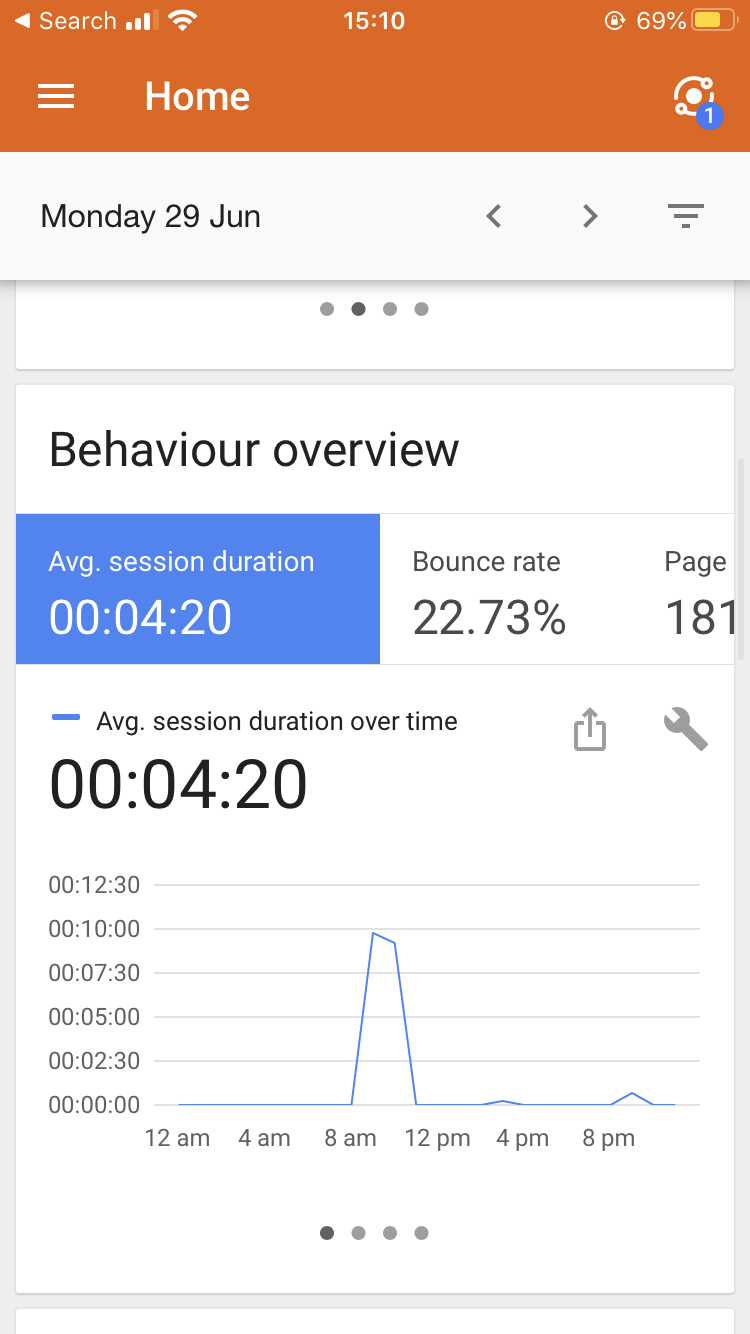 Search 15:10 69%
Home
1
Monday 29 Jun
Behaviour overview
Avg. session duration Bounce rate Page
00:04:20 22.73% 181
Avg. session duration over time
00:04:20
00:12:30
00:10:00
00:07:30
00:05:00
00:02:30
00:00:00
12 am 4 am 8 am 12 pm 4 pm 8 pm